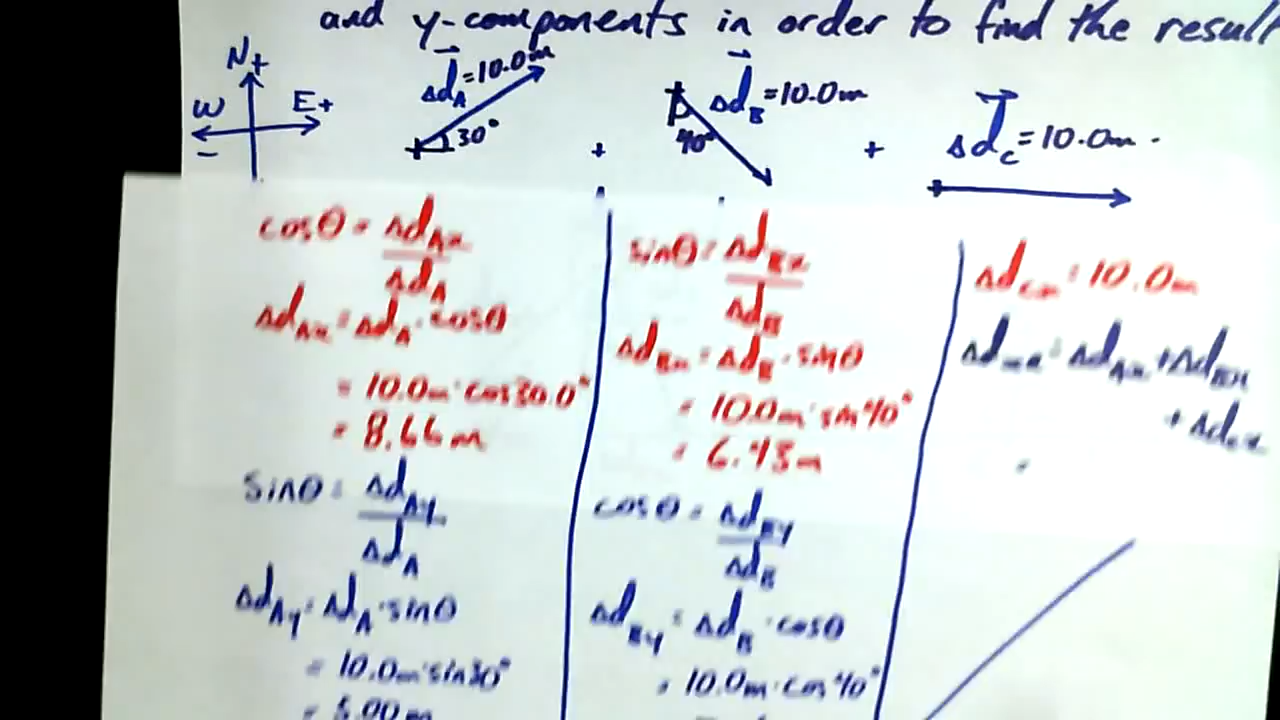 and y-components in order to find the result
N+
W
E+
-
Δd_A = 10.0m
30°
+
Δd_B = 10.0m
40°
+
Δd_C = 10.0m
cosθ = Δd_Ax / Δd_A
Δd_Ax = Δd_A · cosθ
= 10.0m · cos30.0°
= 8.66 m
sinθ = Δd_Ay / Δd_A
Δd_Ay = Δd_A · sinθ
= 10.0m · sin30°
= 5.00 m
sinθ = Δd_Bx / Δd_B
Δd_Bx = Δd_B · sinθ
= 10.0m · sin40°
= 6.43m
cosθ = Δd_By / Δd_B
Δd_By = Δd_B · cosθ
= 10.0m · cos40°
Δd_Cx = 10.0m
= Δd_Ax + Δd_Bx
+ Δd_Cx